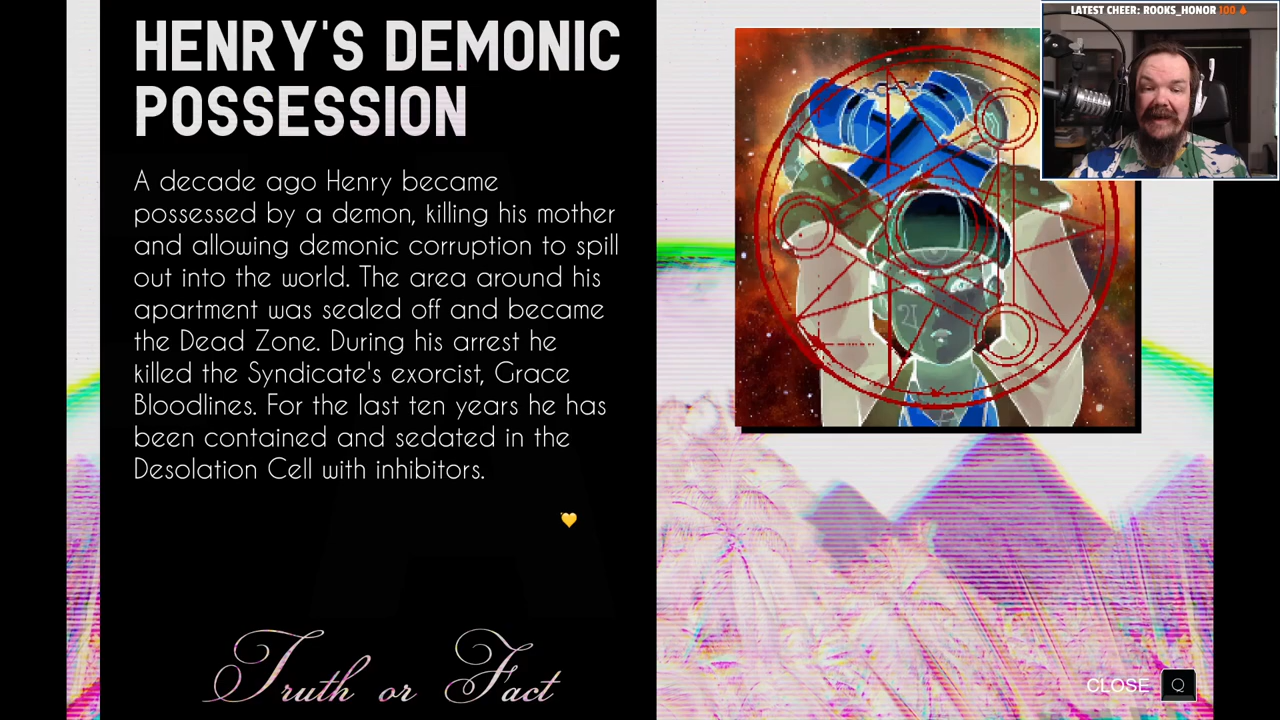 LATEST CHEER: ROOKS_HONOR 100
HENRY'S DEMONIC
POSSESSION
A decade ago Henry became
possessed by a demon, killing his mother
and allowing demonic corruption to spill
out into the world. The area around his
apartment was sealed off and became
the Dead Zone. During his arrest he
killed the Syndicate's exorcist, Grace
Bloodlines. For the last ten years he has
been contained and sedated in the
Desolation Cell with inhibitors.
Truth or Fact
CLOSE Q